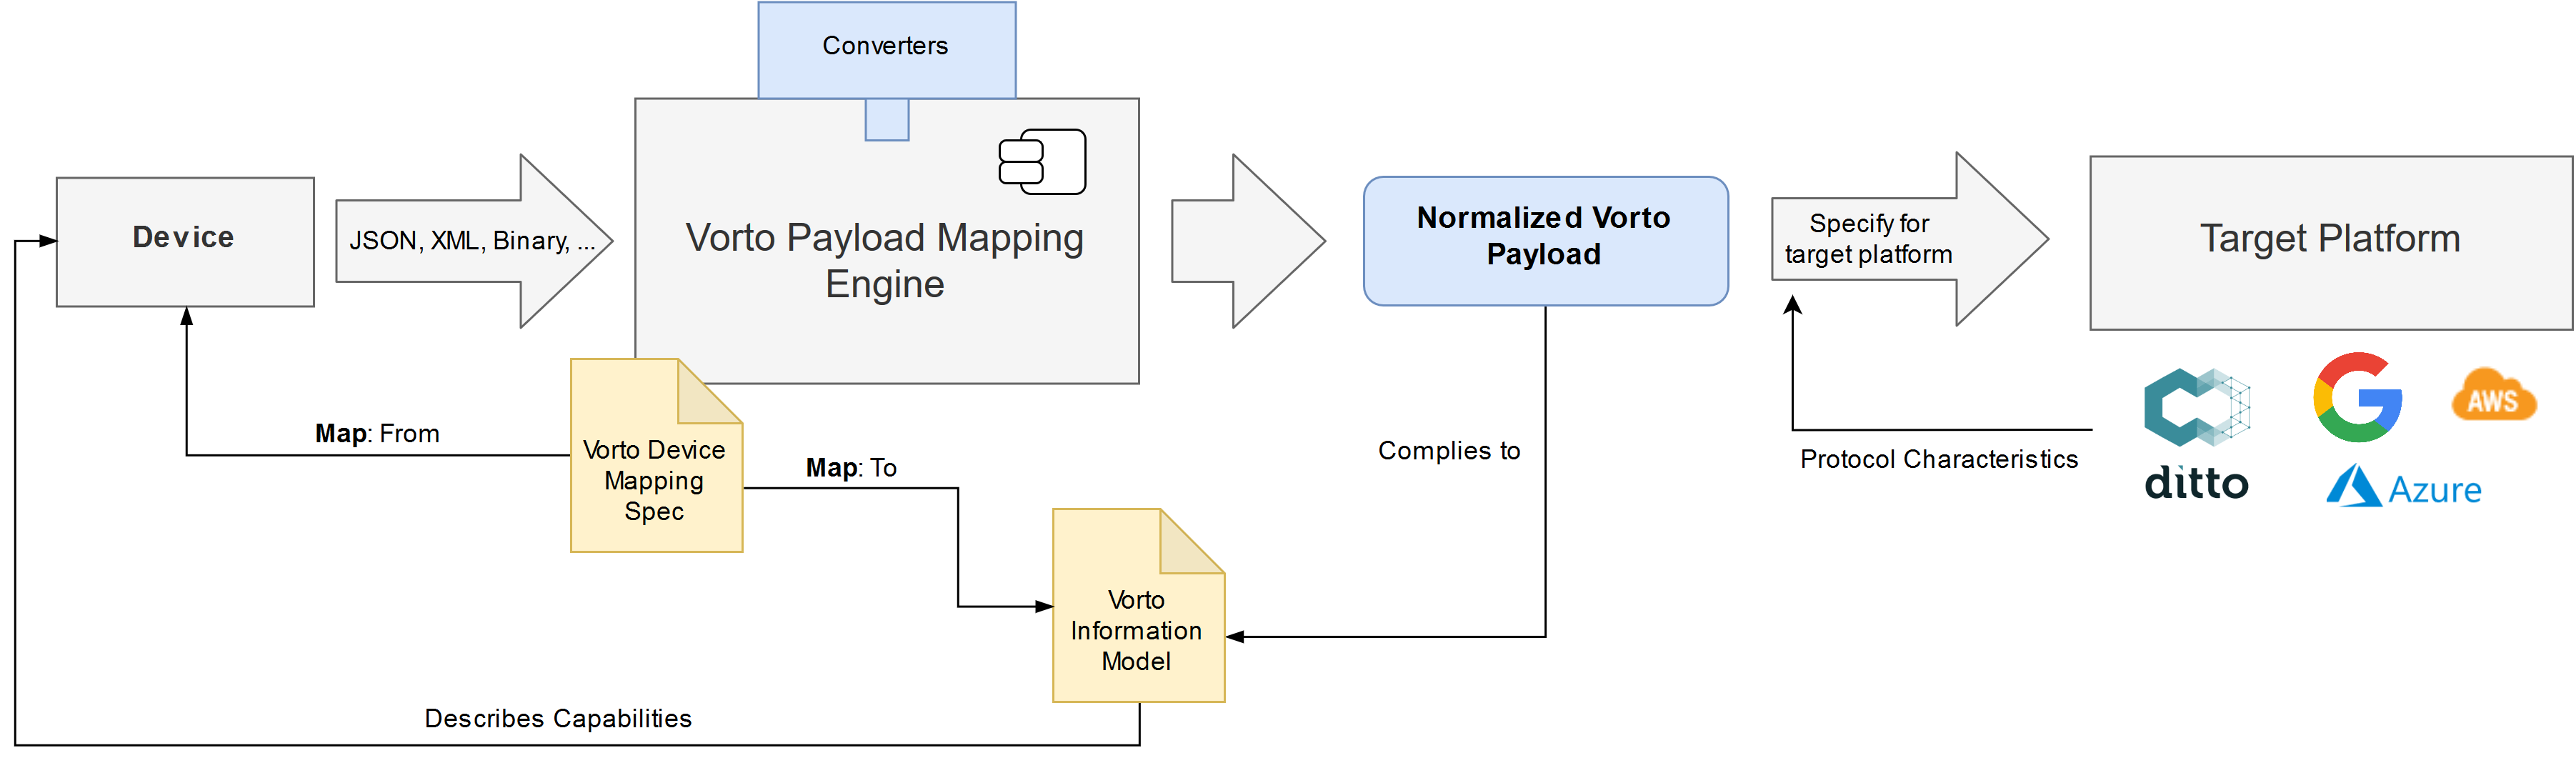 Converters
Device
JSON, XML, Binary, ...
Vorto Payload Mapping
Engine
Normalized Vorto
Payload
Specify for
target platform
Target Platform
Map: From
Vorto Device
Mapping
Spec
Map: To
Complies to
Protocol Characteristics
AWS
ditto
Azure
Vorto
Information
Model
Describes Capabilities